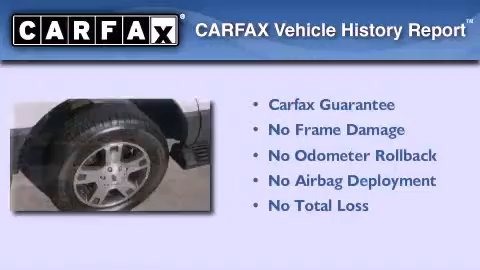 CARFAX® CARFAX Vehicle History Report™
• Carfax Guarantee
• No Frame Damage
• No Odometer Rollback
• No Airbag Deployment
• No Total Loss